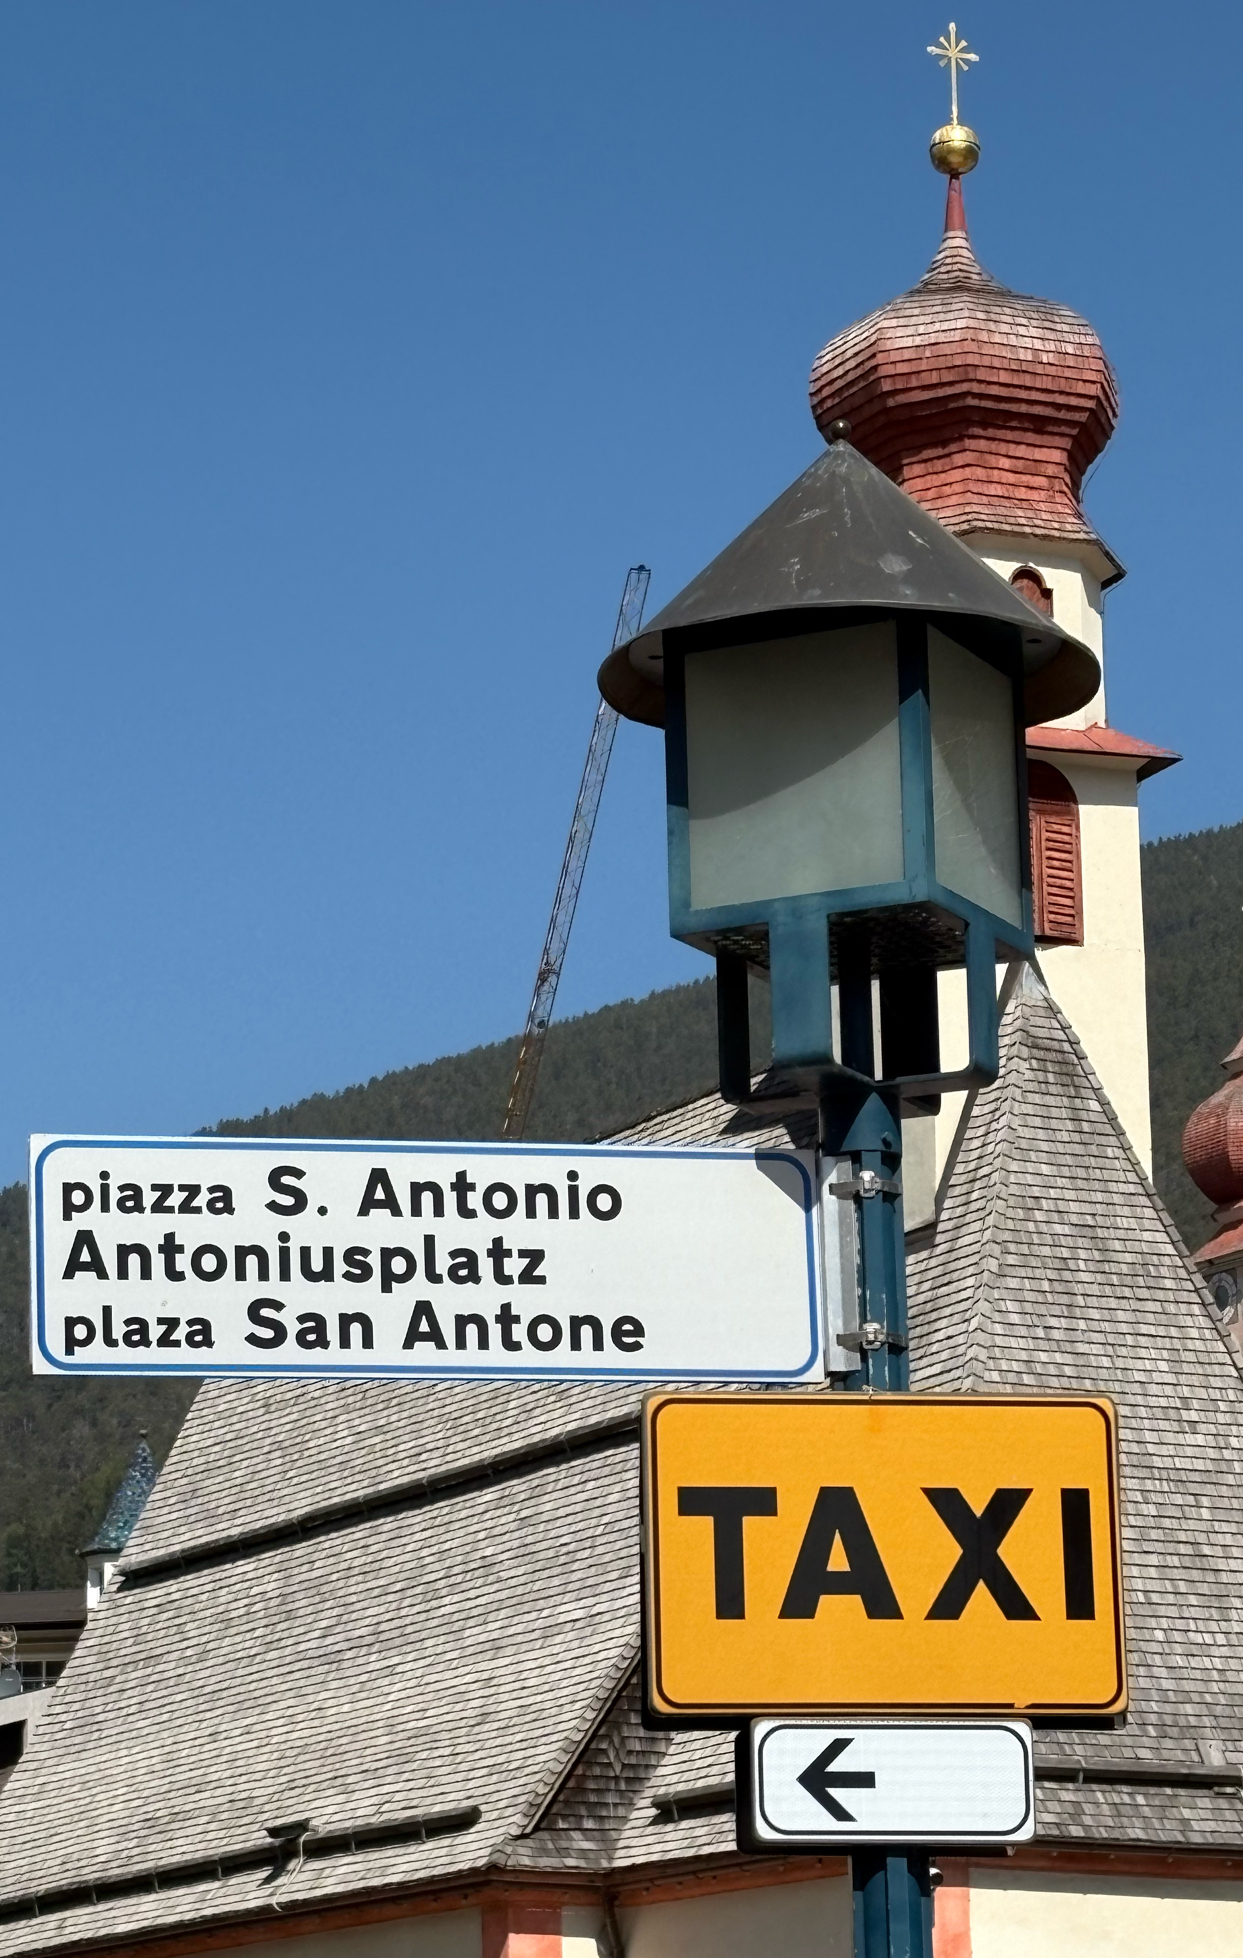 piazza S. Antonio
Antoniusplatz
plaza San Antone
TAXI